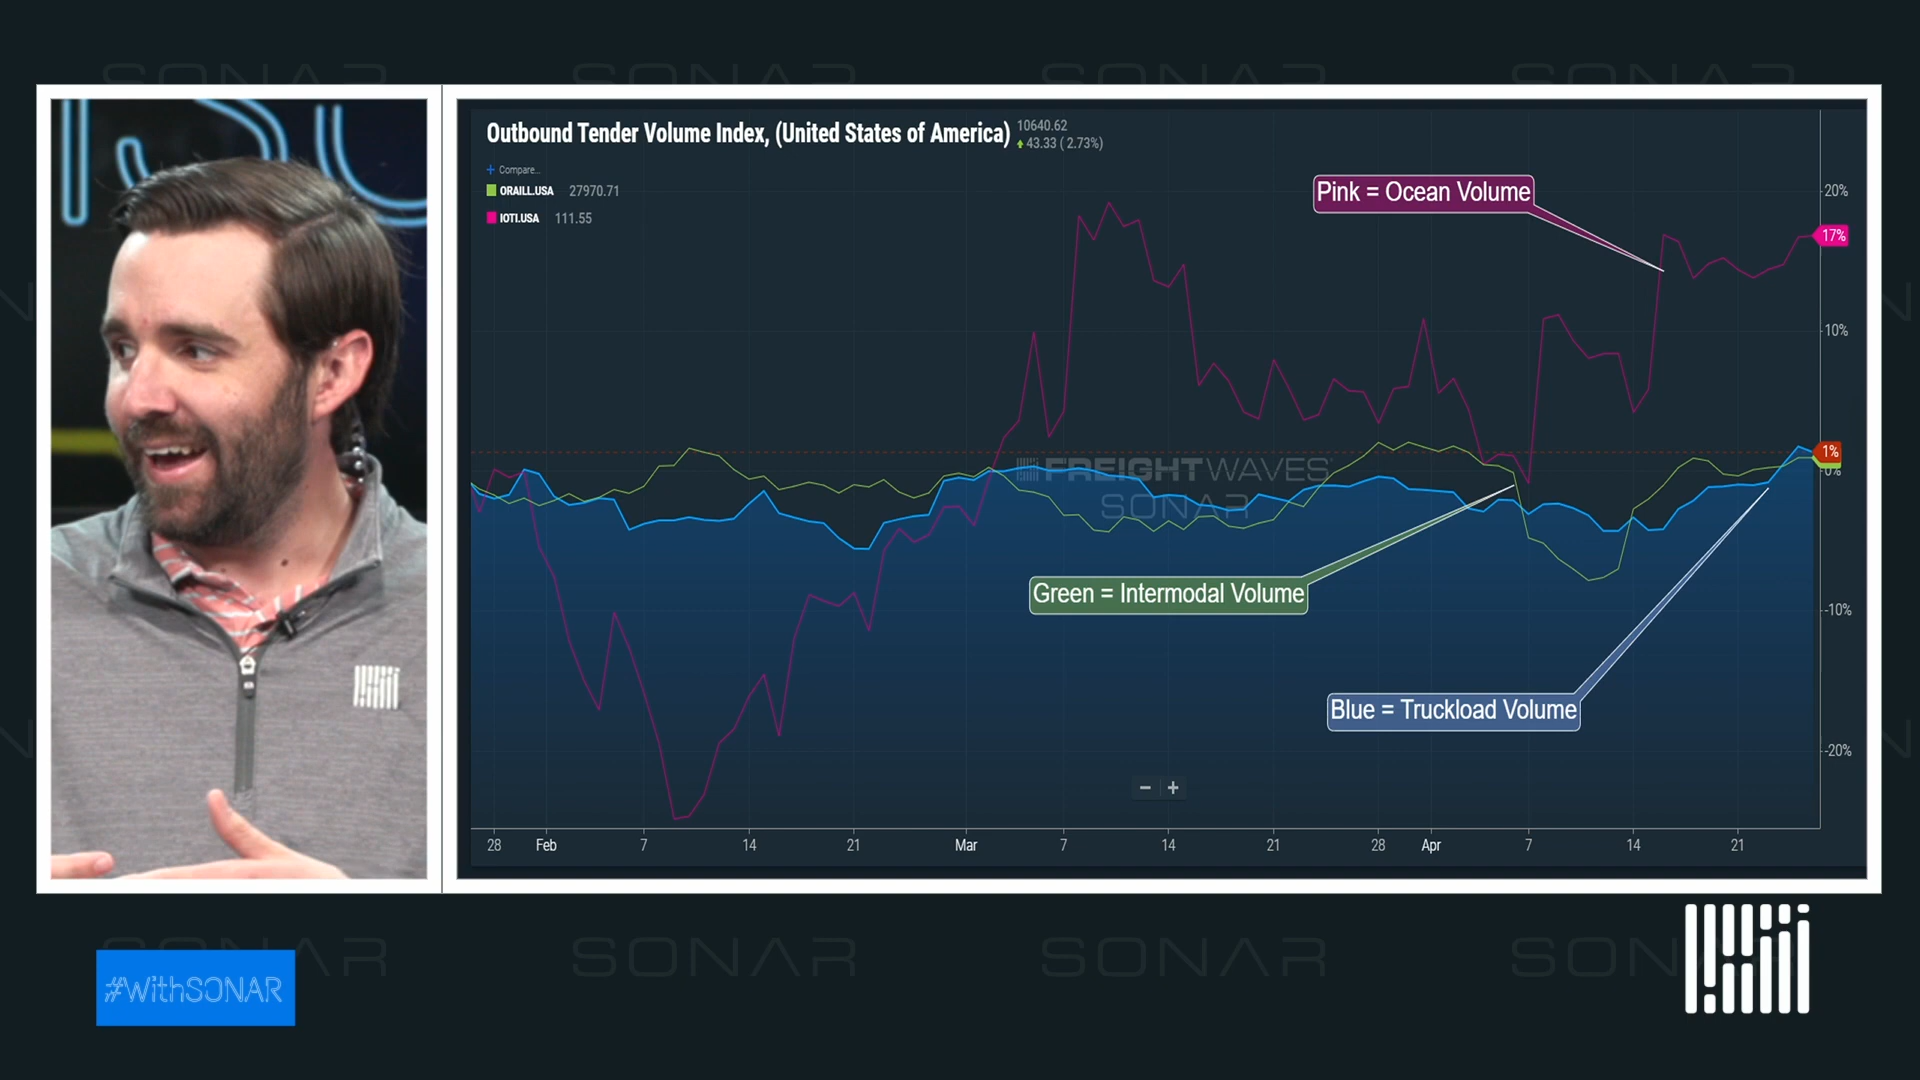 SONAR SONAR SONAR SONAR
Outbound Tender Volume Index, (United States of America) 10640.62
43.33 ( 2.73%)
+ Compare...
ORAILL.USA 27970.71
IOTI.USA 111.55
Pink = Ocean Volume
20%
17%
10%
1%
0%
FREIGHTWAVES
SONAR
Green = Intermodal Volume
-10%
Blue = Truckload Volume
-20%
− +
28 Feb 7 14 21 Mar 7 14 21 28 Apr 7 14 21
SONAR SONAR
#WithSONAR